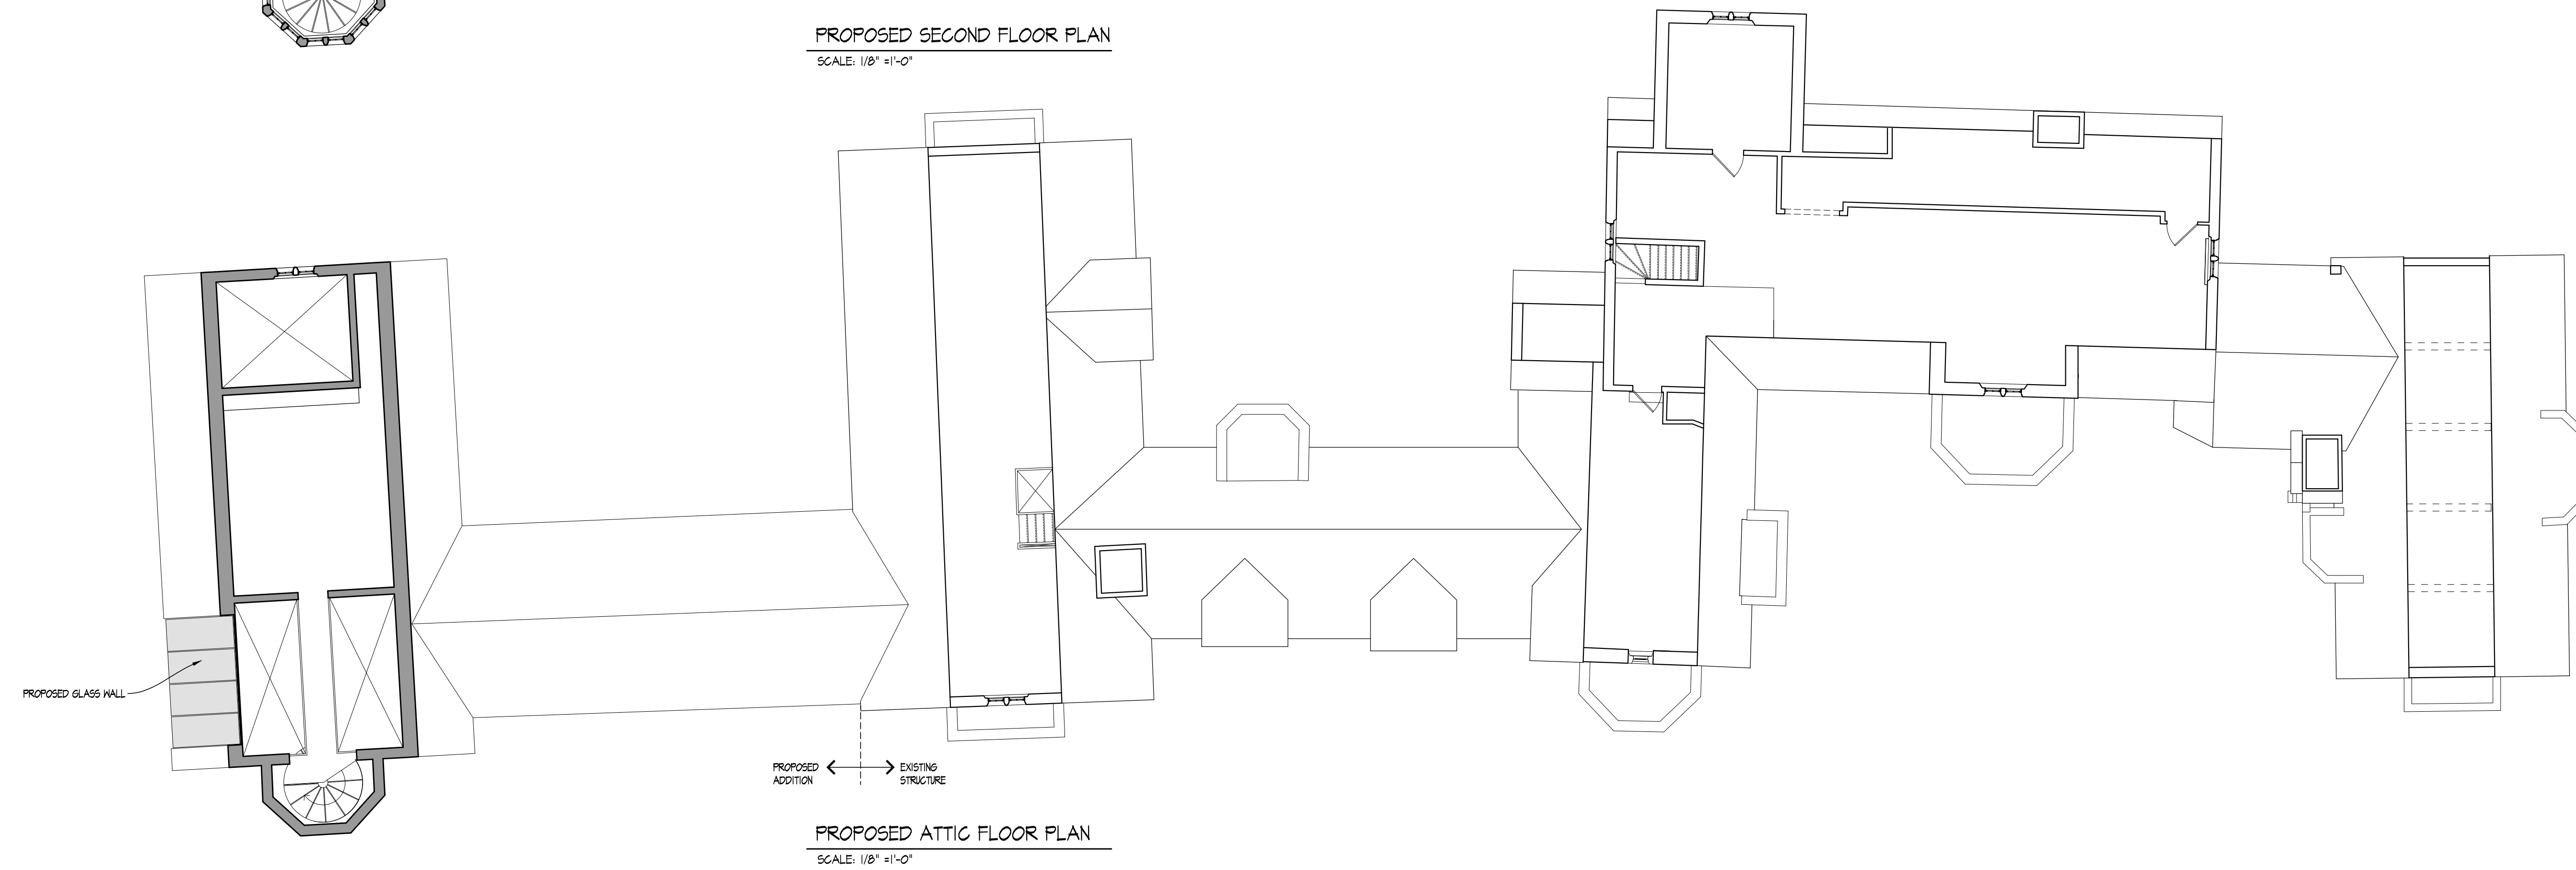 PROPOSED SECOND FLOOR PLAN
SCALE: 1/8" =1'-0"
PROPOSED GLASS WALL
PROPOSED
ADDITION
EXISTING
STRUCTURE
PROPOSED ATTIC FLOOR PLAN
SCALE: 1/8" =1'-0"